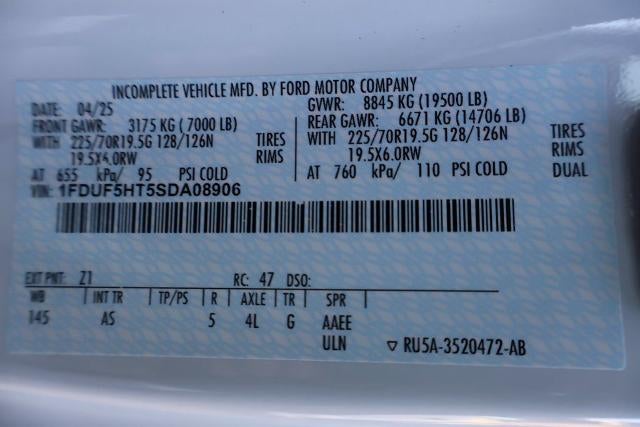 INCOMPLETE VEHICLE MFD. BY FORD MOTOR COMPANY
DATE: 04/25 GVWR: 8845 KG (19500 LB)
FRONT GAWR: 3175 KG (7000 LB) REAR GAWR: 6671 KG (14706 LB)
WITH 225/70R19.5G 128/126N TIRES WITH 225/70R19.5G 128/126N TIRES
19.5X6.0RW RIMS 19.5X6.0RW RIMS
AT 655 kPa/ 95 PSI COLD AT 760 kPa/ 110 PSI COLD DUAL
VIN: 1FDUF5HT5SDA08906
EXT PNT: Z1 RC: 47 DSO:
WB INT TR TP/PS R AXLE TR SPR
145 AS 5 4L G AAEE
ULN ▽ RU5A-3520472-AB